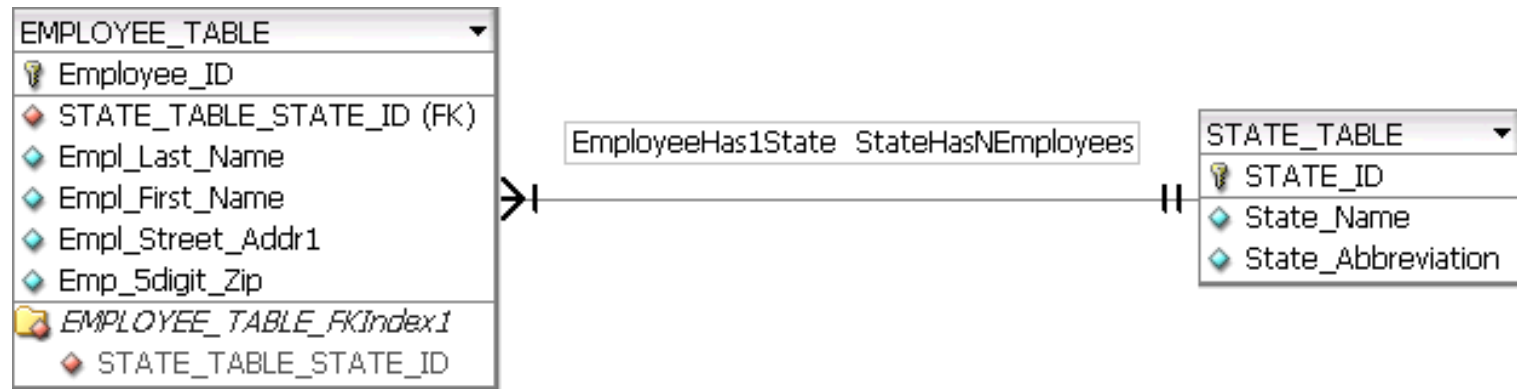 EMPLOYEE_TABLE
Employee_ID
STATE_TABLE_STATE_ID (FK)
Empl_Last_Name
Empl_First_Name
Empl_Street_Addr1
Emp_5digit_Zip
EMPLOYEE_TABLE_FKIndex1
STATE_TABLE_STATE_ID
EmployeeHas1State StateHasNEmployees
STATE_TABLE
STATE_ID
State_Name
State_Abbreviation